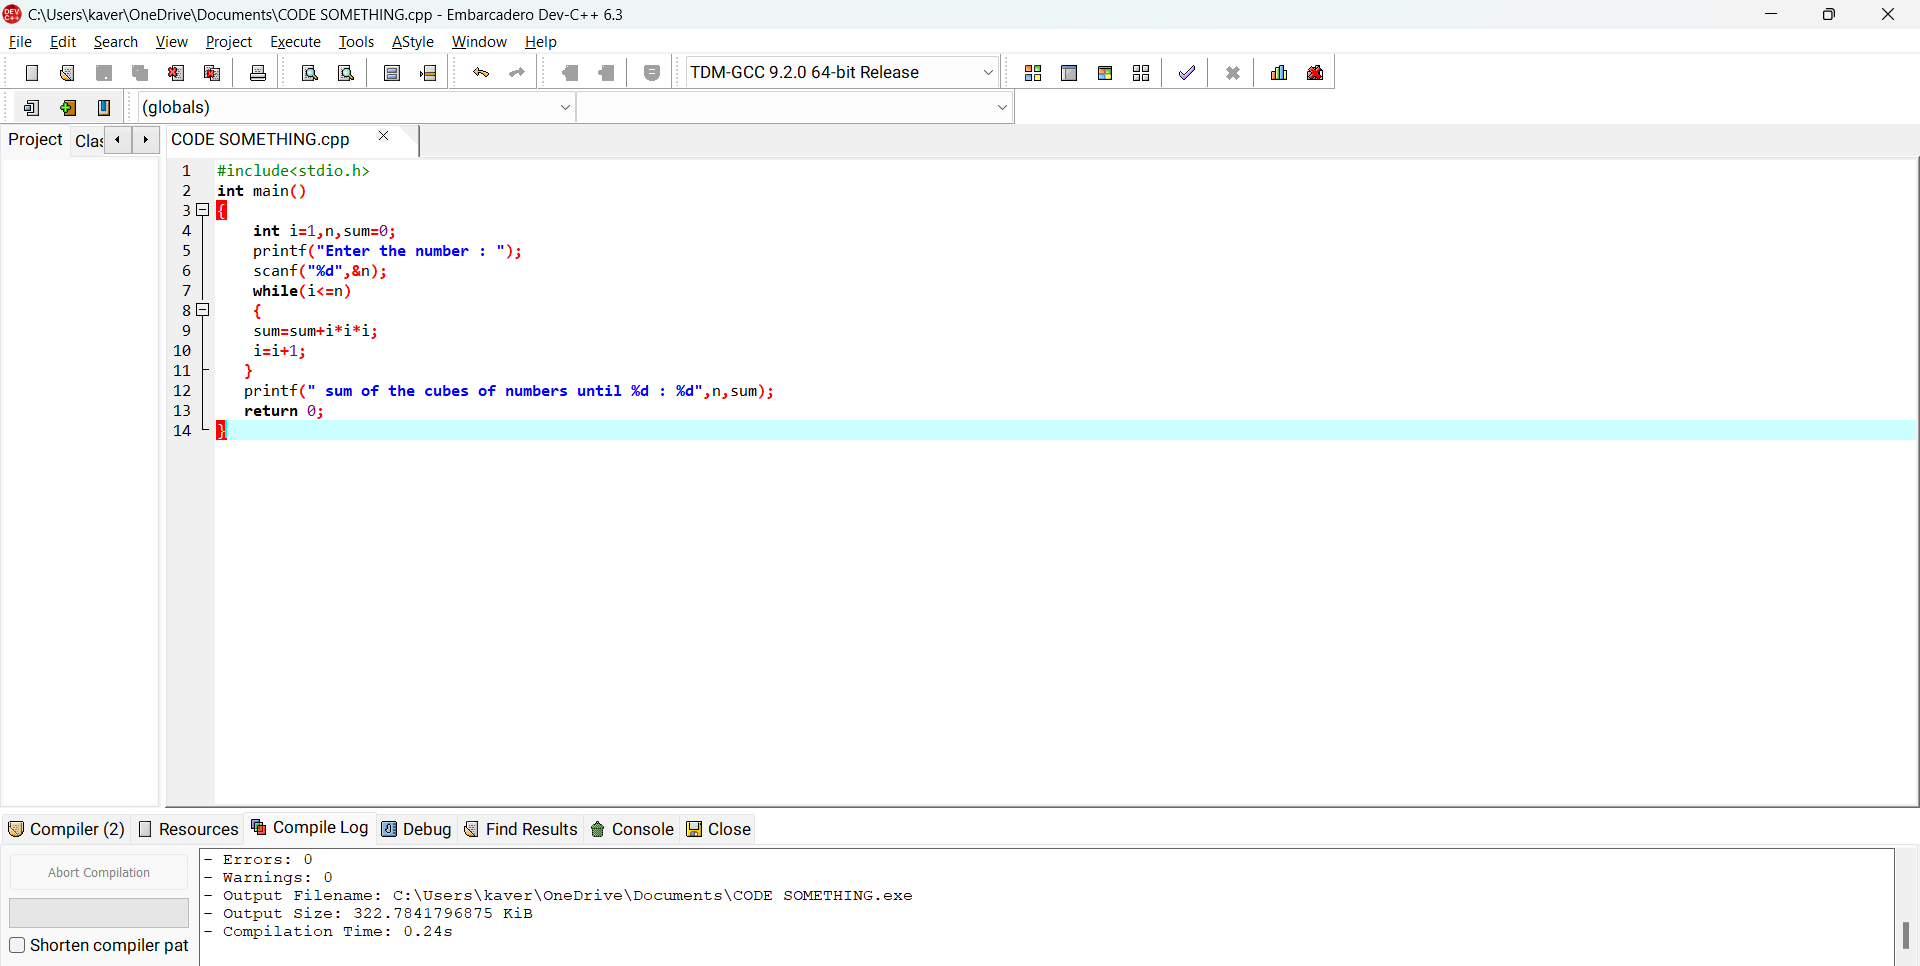 C:\Users\kaver\OneDrive\Documents\CODE SOMETHING.cpp - Embarcadero Dev-C++ 6.3
File Edit Search View Project Execute Tools AStyle Window Help
TDM-GCC 9.2.0 64-bit Release
(globals)
Project Clas CODE SOMETHING.cpp
1 #include<stdio.h>
2 int main()
3 {
4 int i=1,n,sum=0;
5 printf("Enter the number : ");
6 scanf("%d",&n);
7 while(i<=n)
8 {
9 sum=sum+i*i*i;
10 i=i+1;
11 }
12 printf(" sum of the cubes of numbers until %d : %d",n,sum);
13 return 0;
14 }
Compiler (2) Resources Compile Log Debug Find Results Console Close
Abort Compilation
Shorten compiler pat
- Errors: 0
- Warnings: 0
- Output Filename: C:\Users\kaver\OneDrive\Documents\CODE SOMETHING.exe
- Output Size: 322.7841796875 KiB
- Compilation Time: 0.24s